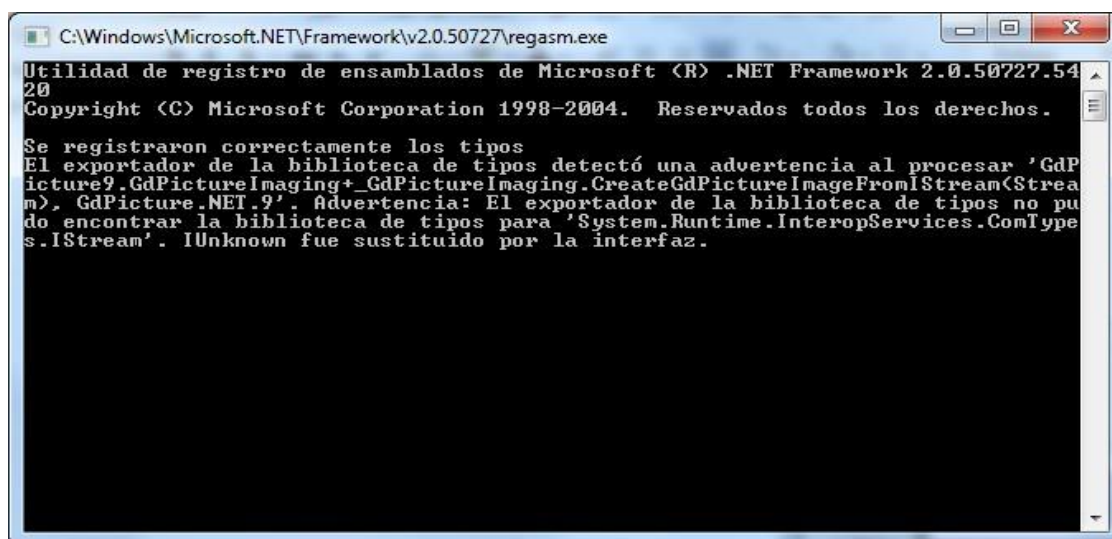 C:\Windows\Microsoft.NET\Framework\v2.0.50727\regasm.exe
Utilidad de registro de ensamblados de Microsoft (R) .NET Framework 2.0.50727.54
20
Copyright (C) Microsoft Corporation 1998-2004.  Reservados todos los derechos.
Se registraron correctamente los tipos
El exportador de la biblioteca de tipos detectó una advertencia al procesar 'GdP
icture9.GdPictureImaging+_GdPictureImaging.CreateGdPictureImageFromIStream(Strea
m), GdPicture.NET.9'. Advertencia: El exportador de la biblioteca de tipos no pu
do encontrar la biblioteca de tipos para 'System.Runtime.InteropServices.ComType
s.IStream'. IUnknown fue sustituido por la interfaz.